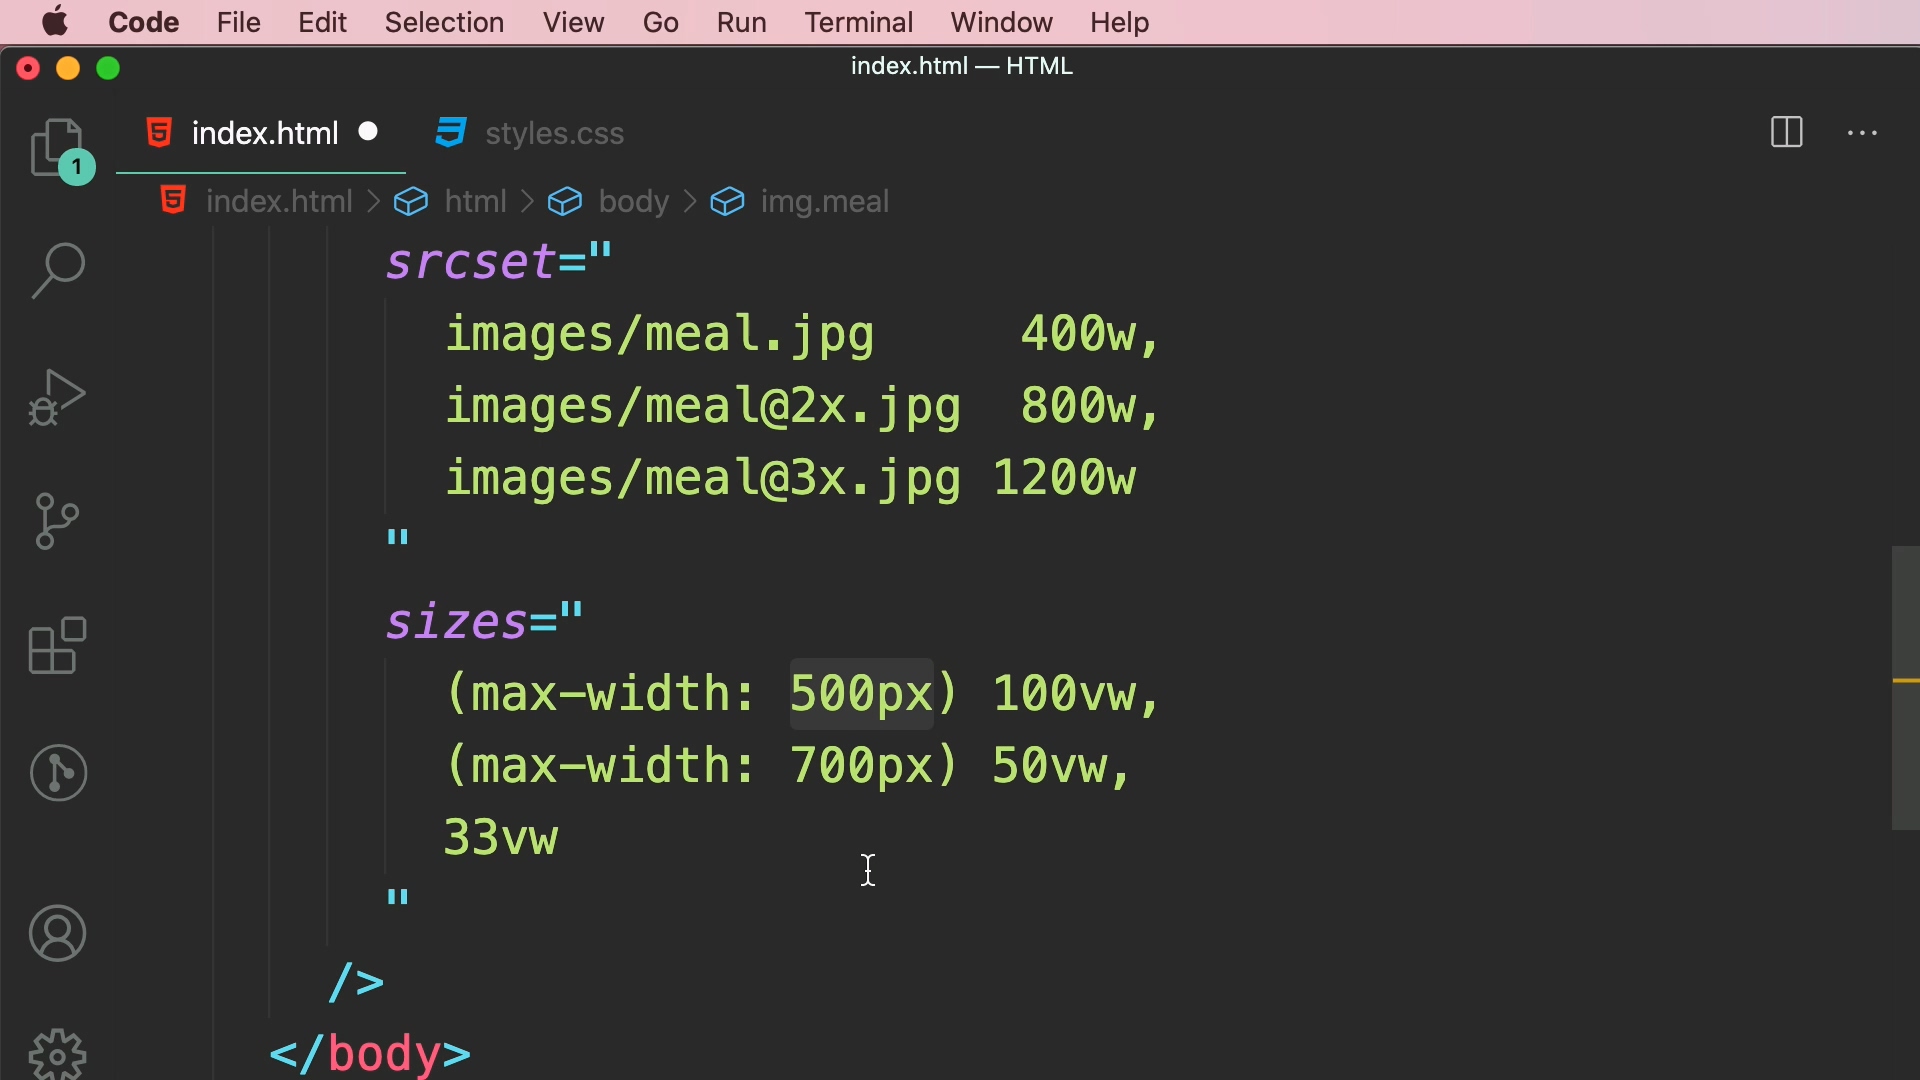 Code File Edit Selection View Go Run Terminal Window Help
index.html — HTML
index.html styles.css
1
index.html > html > body > img.meal
srcset="
images/meal.jpg 400w,
images/meal@2x.jpg 800w,
images/meal@3x.jpg 1200w
"
sizes="
(max-width: 500px) 100vw,
(max-width: 700px) 50vw,
33vw
"
/>
</body>